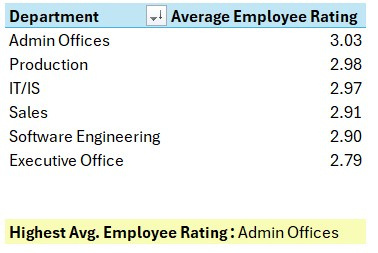 Department Average Employee Rating
Admin Offices 3.03
Production 2.98
IT/IS 2.97
Sales 2.91
Software Engineering 2.90
Executive Office 2.79
Highest Avg. Employee Rating: Admin Offices